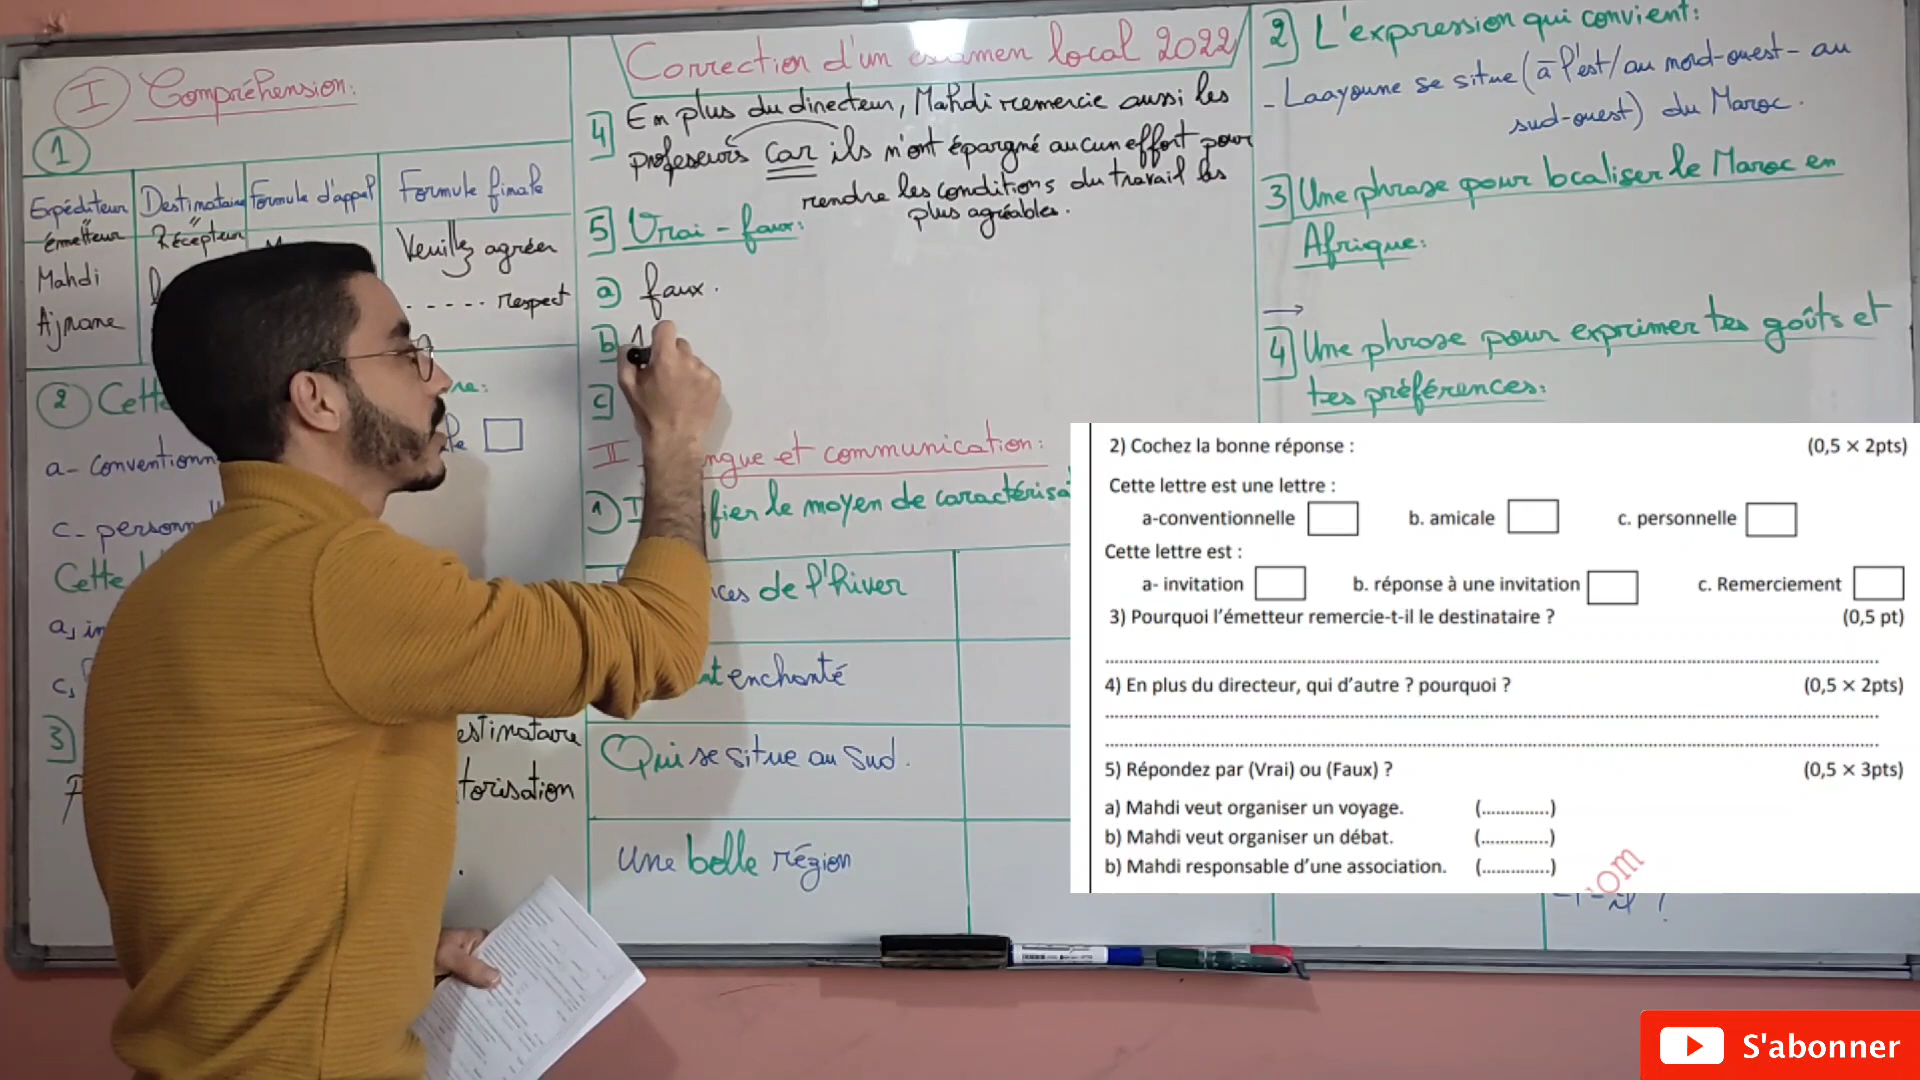 Correction d'un examen local 2022
I Compréhension:
1
Expéditeur
"
émetteur
Mahdi
Ajmane
Destinataire
"
Récepteur
Formule d'appel
Formule finale
Veuillez agréer
- - - - - respect
2 Cette
a- conventionn
c- personn
Cette
a,
c,
3
estinataire
torisation
4] En plus du directeur, Mahdi remercie aussi les
professeurs car ils n'ont épargné aucun effort pour
rendre les conditions du travail les
plus agréables.
5] Vrai - faux:
a) faux.
b]
c]
II ngue et communication:
1) I fier le moyen de caractérisa
ces de l'hiver
t enchanté
Qui se situe au Sud.
Une belle région
2] L'expression qui convient:
- Laayoune se situe (à l'est/au nord-ouest - au
sud-ouest) du Maroc.
3] Une phrase pour localiser le Maroc en
Afrique:
4] Une phrase pour exprimer tes goûts et
tes préférences:
2) Cochez la bonne réponse : (0,5 × 2pts)
Cette lettre est une lettre :
a-conventionnelle b. amicale c. personnelle
Cette lettre est :
a- invitation b. réponse à une invitation c. Remerciement
3) Pourquoi l'émetteur remercie-t-il le destinataire ? (0,5 pt)
4) En plus du directeur, qui d'autre ? pourquoi ? (0,5 × 2pts)
5) Répondez par (Vrai) ou (Faux) ? (0,5 × 3pts)
a) Mahdi veut organiser un voyage. (..............)
b) Mahdi veut organiser un débat. (..............)
b) Mahdi responsable d'une association. (..............)
om
S'abonner